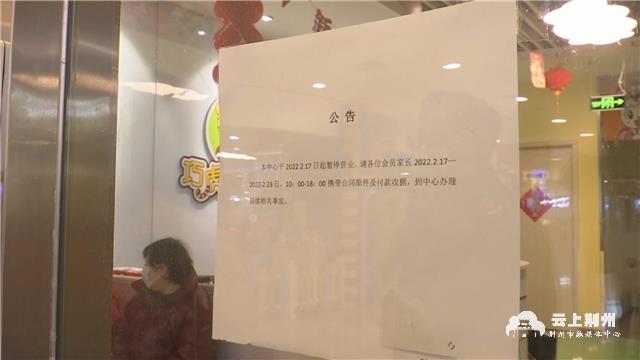 公告
本中心于2022.2.17日起暂停营业，请各位会员家长2022.2.17—
2022.2.23日，10：00-18：00携带合同原件及付款收据，到中心办理
后续相关事宜。
巧虎
云上荆州
荆州市融媒体中心